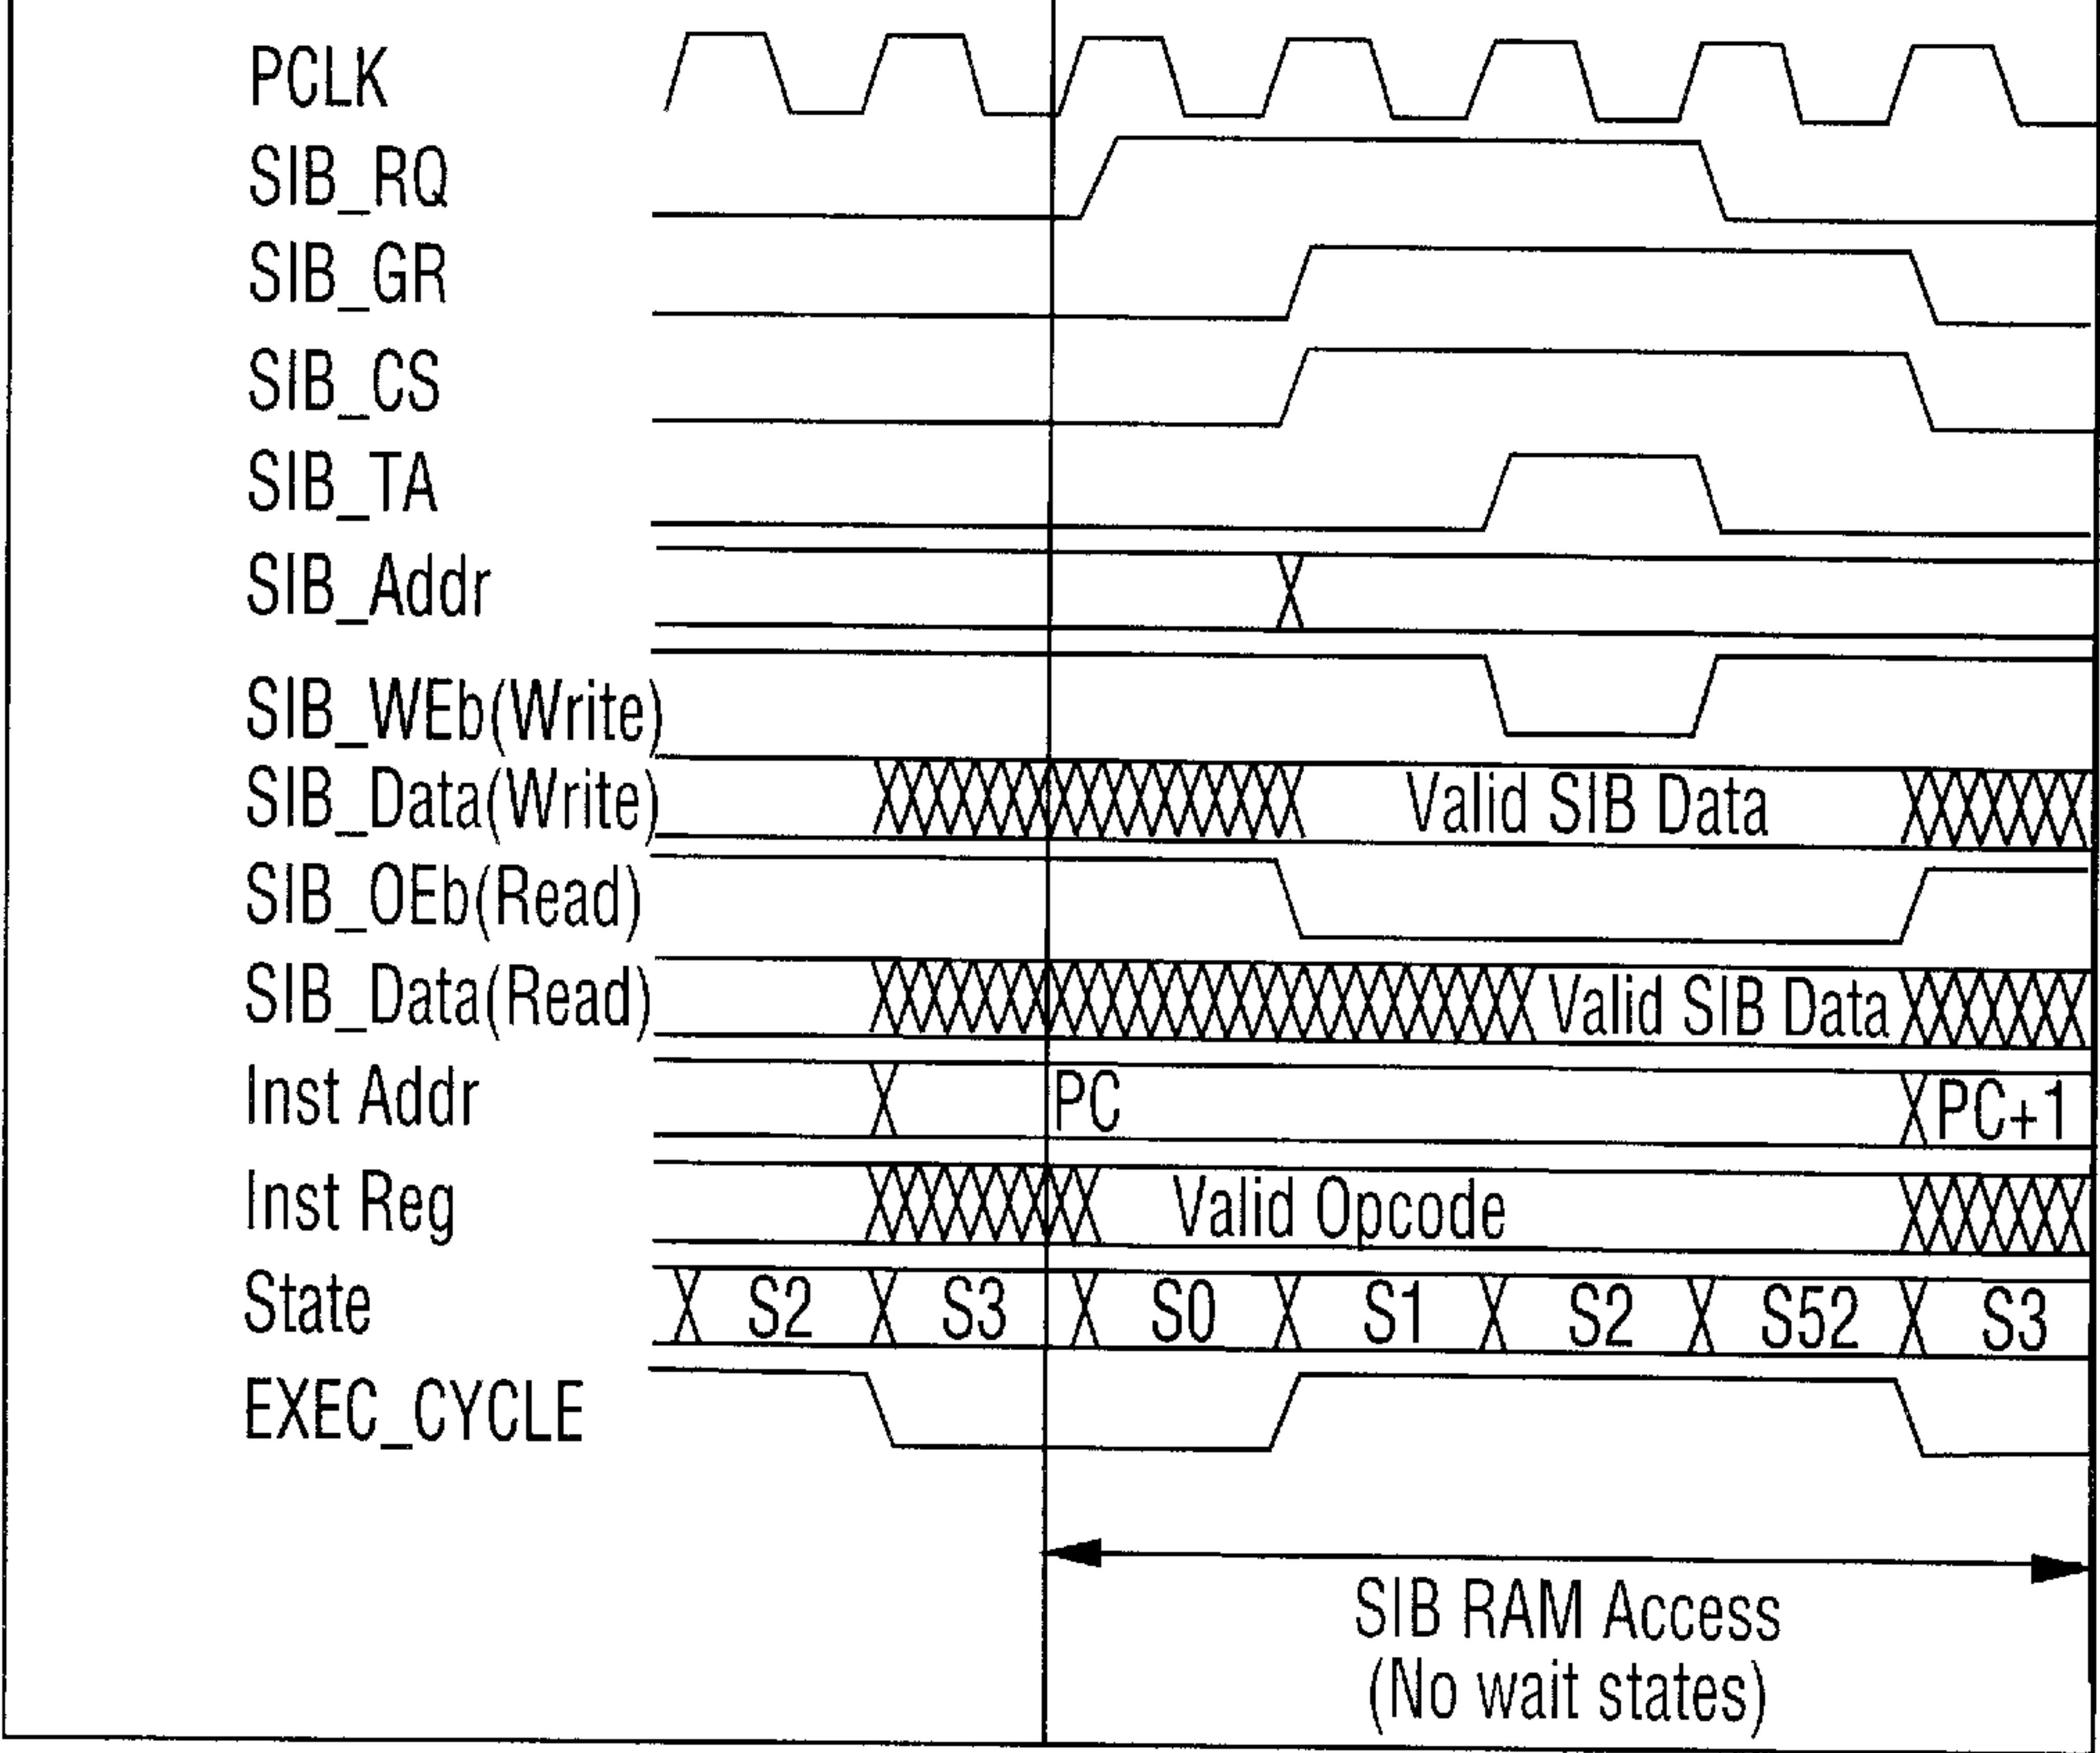 PCLK
SIB_RQ
SIB_GR
SIB_CS
SIB_TA
SIB_Addr
SIB_WEb(Write)
SIB_Data(Write) Valid SIB Data
SIB_OEb(Read)
SIB_Data(Read) Valid SIB Data
Inst Addr PC PC+1
Inst Reg Valid Opcode
State S2 S3 S0 S1 S2 S52 S3
EXEC_CYCLE
SIB RAM Access
(No wait states)